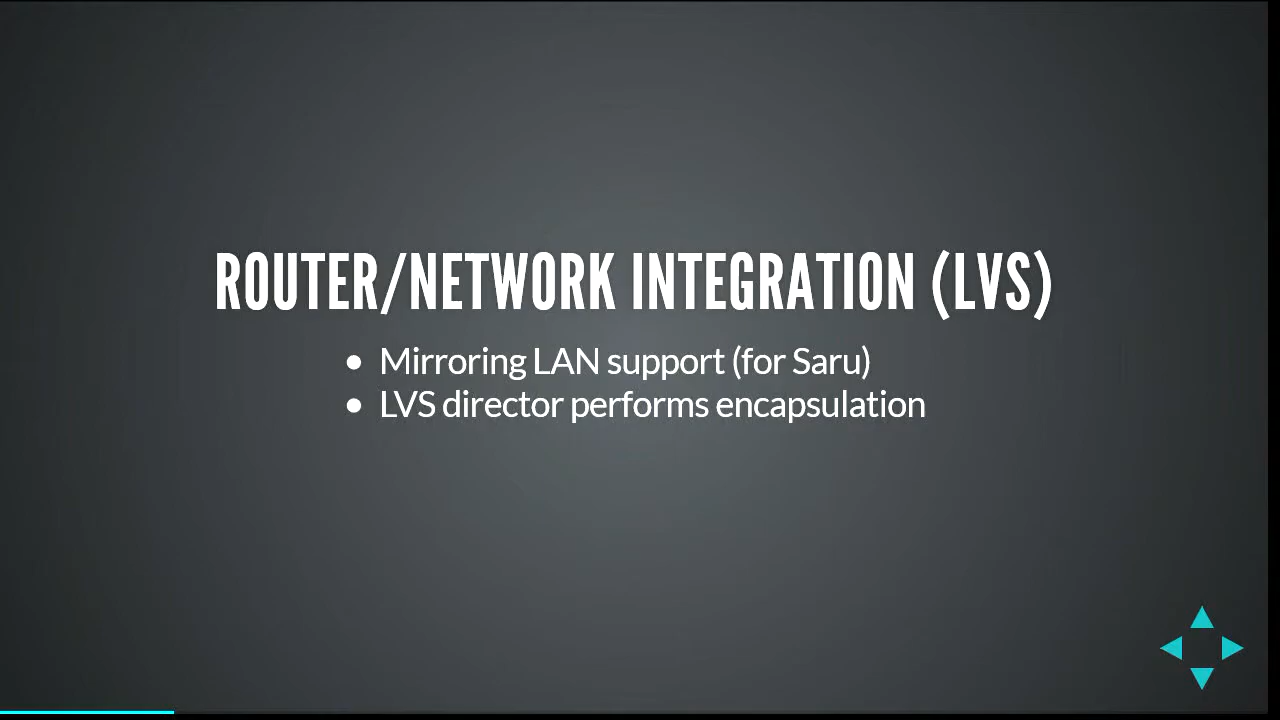 ROUTER/NETWORK INTEGRATION (LVS)
• Mirroring LAN support (for Saru)
• LVS director performs encapsulation